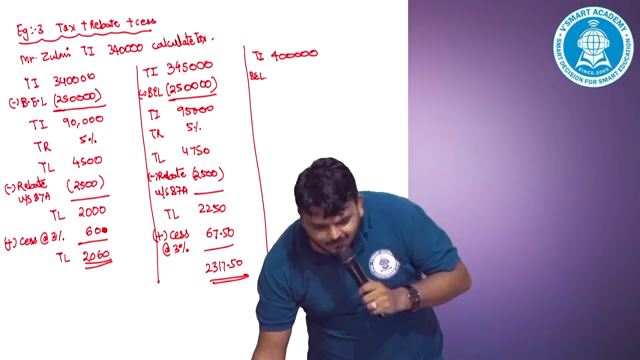 Eg:-3 Tax + Rebate + cess
Mr. Zulmi TI 340000 calculate Tax.
TI 340000
(-) B.E.L (250000)
TI 90,000
TR 5%
TL 4500
(-) Rebate (2500)
u/s 87A
TL 2000
(+) Cess @ 3% 60
TL 2060
TI 345000
(-) BEL (250000)
TI 95000
TR 5%
TL 4750
(-) Rebate (2500)
u/s 87A
TL 2250
(+) Cess 67.50
@ 3%
2317.50
TI 400000
BEL
V'SMART ACADEMY
SINCE-2005
SMART DECISION FOR SMART EDUCATION